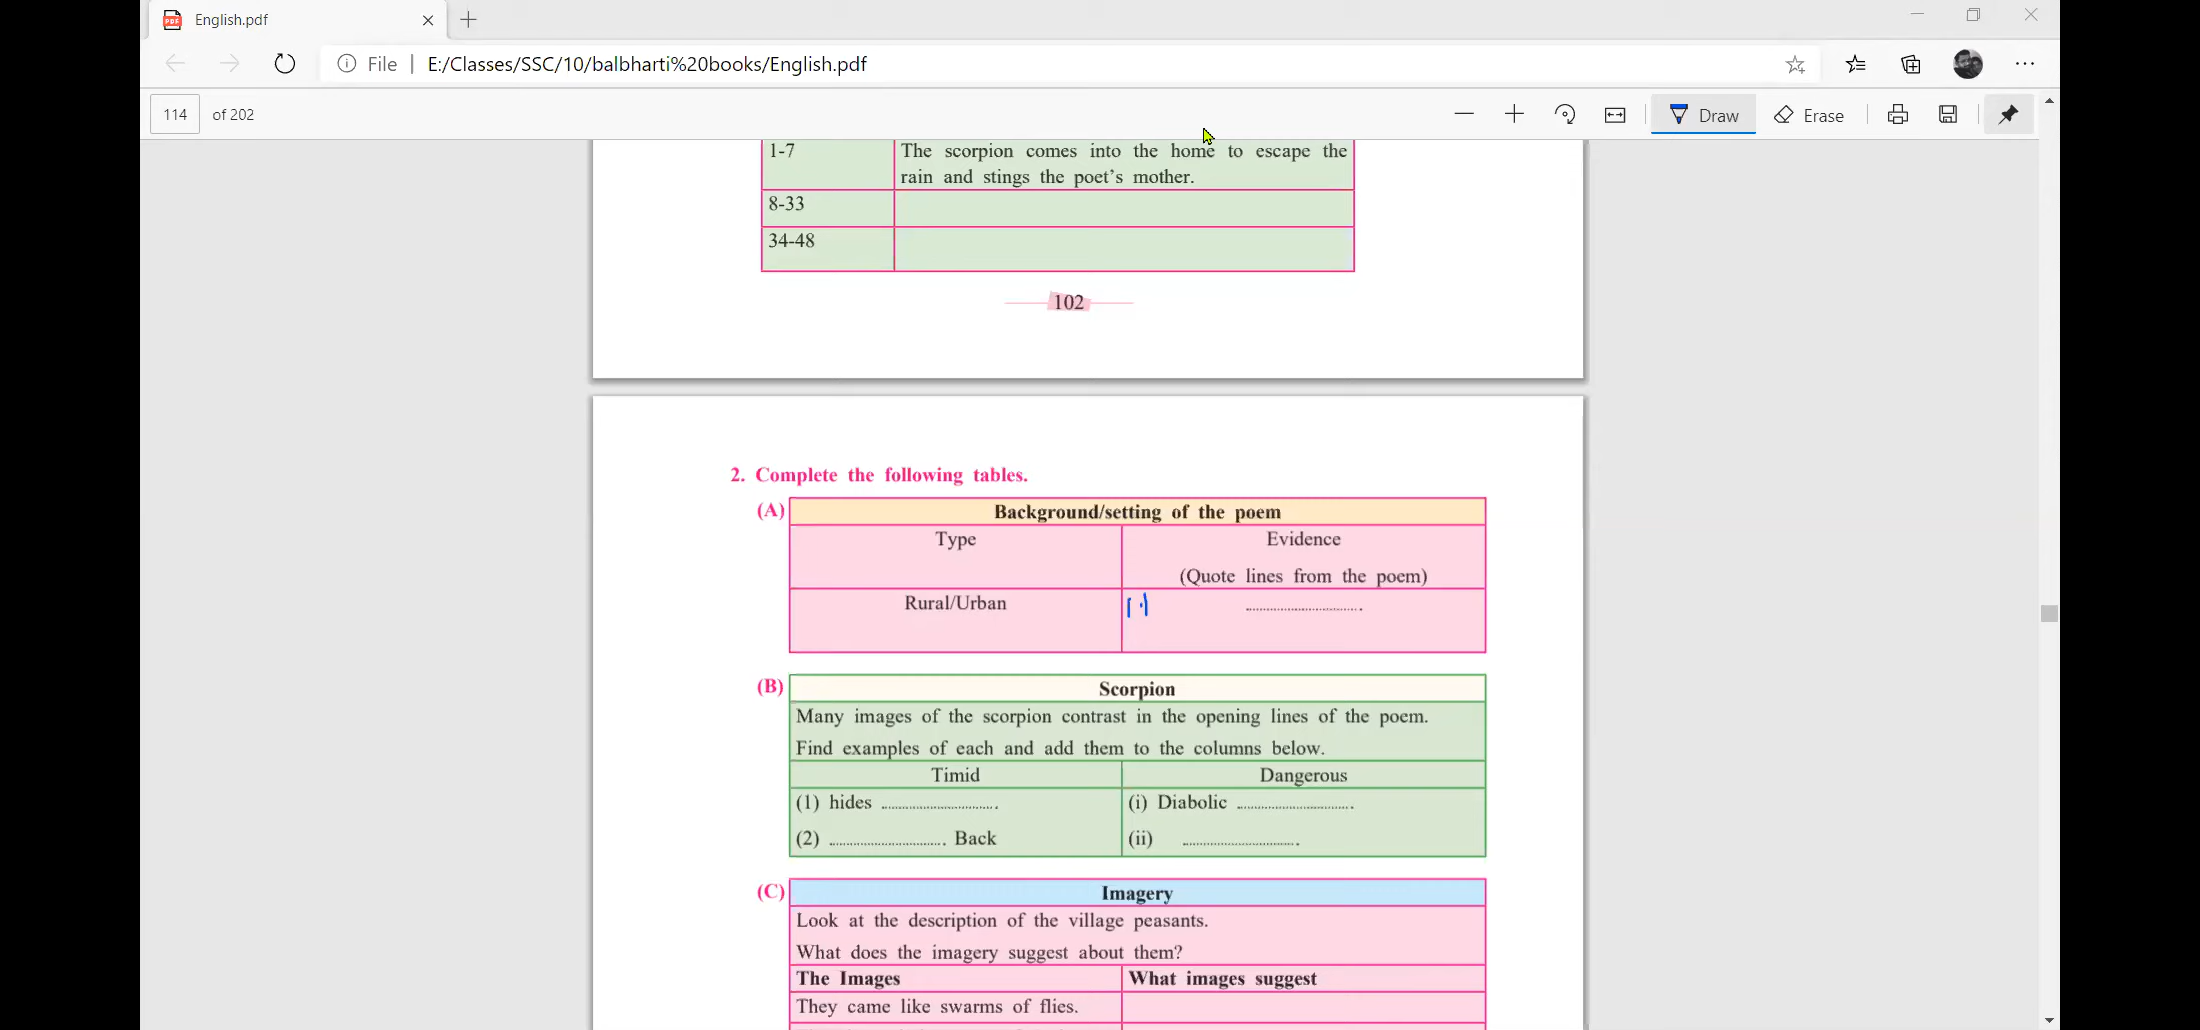 English.pdf
File | E:/Classes/SSC/10/balbharti%20books/English.pdf
114 of 202
Draw
Erase
1-7 The scorpion comes into the home to escape the
rain and stings the poet's mother.
8-33
34-48
102
2. Complete the following tables.
(A) Background/setting of the poem
Type Evidence
(Quote lines from the poem)
Rural/Urban ..............................
(B) Scorpion
Many images of the scorpion contrast in the opening lines of the poem.
Find examples of each and add them to the columns below.
Timid Dangerous
(1) hides .............................. (i) Diabolic ..............................
(2) .............................. Back (ii) ..............................
(C) Imagery
Look at the description of the village peasants.
What does the imagery suggest about them?
The Images What images suggest
They came like swarms of flies.